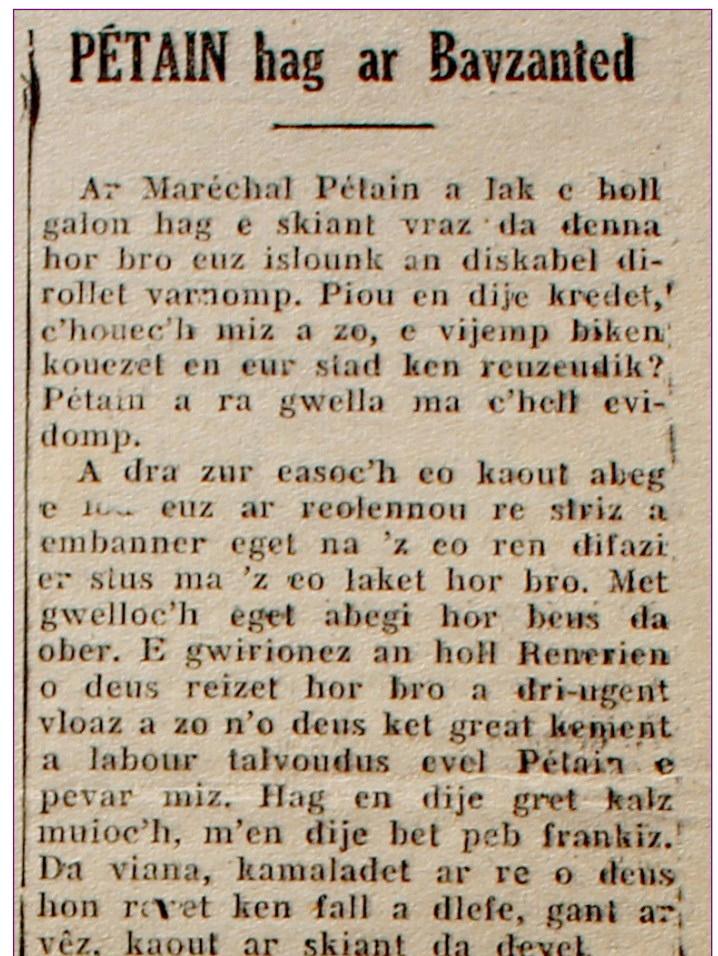 PÉTAIN hag ar Bavzanted
Ar Maréchal Pétain a lak e holl
galon hag e skiant vraz da denna
hor bro euz islounk an diskabel di-
rollet varnomp. Piou en dije kredet,
c'houec'h miz a zo, e vijemp biken
kouezet en eur stad ken reuzeudik?
Pétain a ra gwella ma c'hell evi-
domp.
A dra zur easoc'h eo kaout abeg
e euz ar reolennou re striz a
embanner eget na 'z eo ren difazi
er stus ma 'z eo laket hor bro. Met
gwelloc'h eget abegi hor beus da
ober. E gwirionez an holl Renerien
o deus reizet hor bro a dri-ugent
vloaz a zo n'o deus ket great kement
a labour talvoudus evel Pétain e
pevar miz. Hag en dije gret kalz
muioc'h, m'en dije bet peb frankiz.
Da viana, kamaladet ar re o deus
hon ken fall a dlefe, gant ar
vêz, kaout ar skiant da devel.